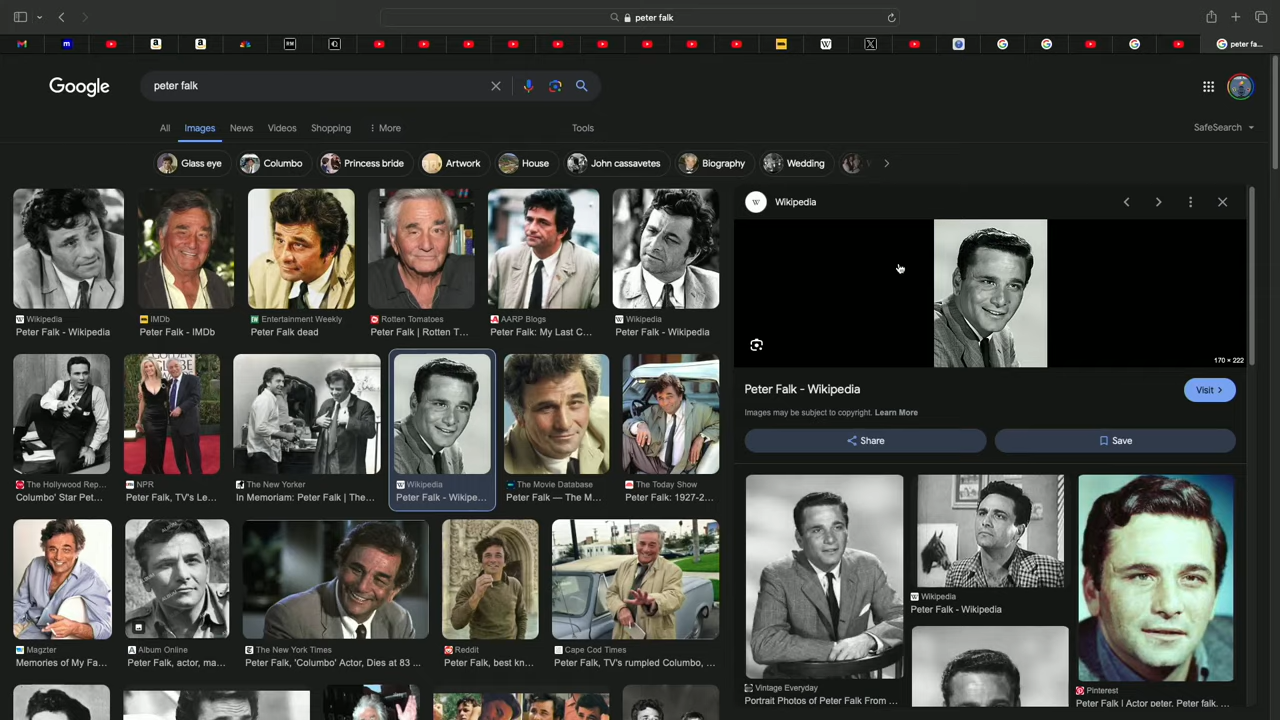 peter falk
peter fa...
Google
peter falk
All
Images
News
Videos
Shopping
More
Tools
SafeSearch
Glass eye
Columbo
Princess bride
Artwork
House
John cassavetes
Biography
Wedding
Wikipedia
Peter Falk - Wikipedia
IMDb
Peter Falk - IMDb
Entertainment Weekly
Peter Falk dead
Rotten Tomatoes
Peter Falk | Rotten T...
AARP Blogs
Peter Falk: My Last C...
Wikipedia
Peter Falk - Wikipedia
The Hollywood Rep...
Columbo' Star Pet...
NPR
Peter Falk, TV's Le...
The New Yorker
In Memoriam: Peter Falk | The...
Wikipedia
Peter Falk - Wikipe...
The Movie Database
Peter Falk — The M...
The Today Show
Peter Falk: 1927-2...
Magzter
Memories of My Fa...
Album Online
Peter Falk, actor, ma...
The New York Times
Peter Falk, 'Columbo' Actor, Dies at 83 ...
Reddit
Peter Falk, best kn...
Cape Cod Times
Peter Falk, TV's rumpled Columbo, ...
Wikipedia
170 × 222
Peter Falk - Wikipedia
Visit
Images may be subject to copyright. Learn More
Share
Save
Vintage Everyday
Portrait Photos of Peter Falk From ...
Wikipedia
Peter Falk - Wikipedia
Pinterest
Peter Falk | Actor peter, Peter falk, ...